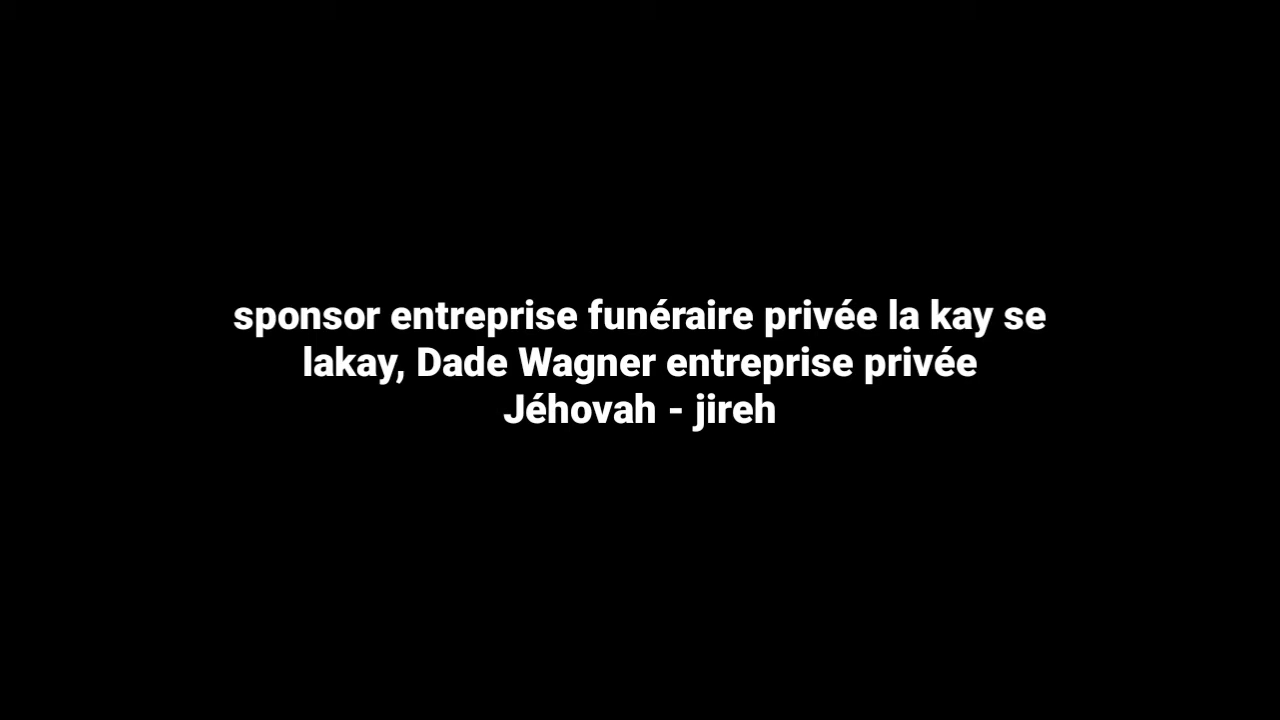 sponsor entreprise funéraire privée la kay se
lakay, Dade Wagner entreprise privée
Jéhovah - jireh